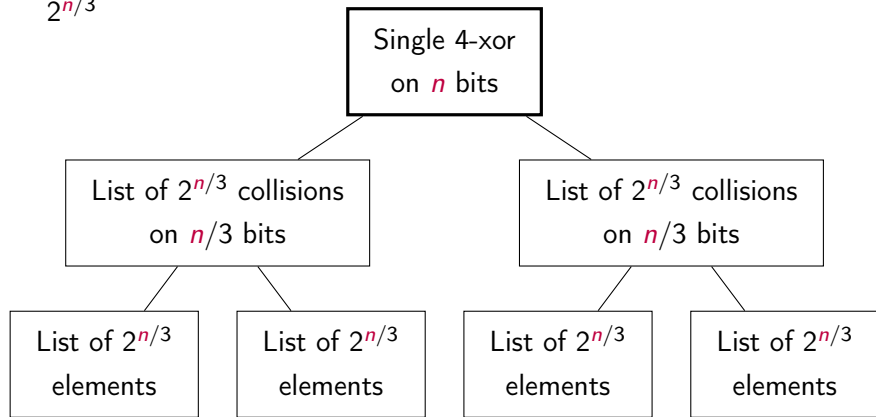 2^{n/3}
Single 4-xor
on n bits
List of 2^{n/3} collisions
on n/3 bits
List of 2^{n/3} collisions
on n/3 bits
List of 2^{n/3}
elements
List of 2^{n/3}
elements
List of 2^{n/3}
elements
List of 2^{n/3}
elements